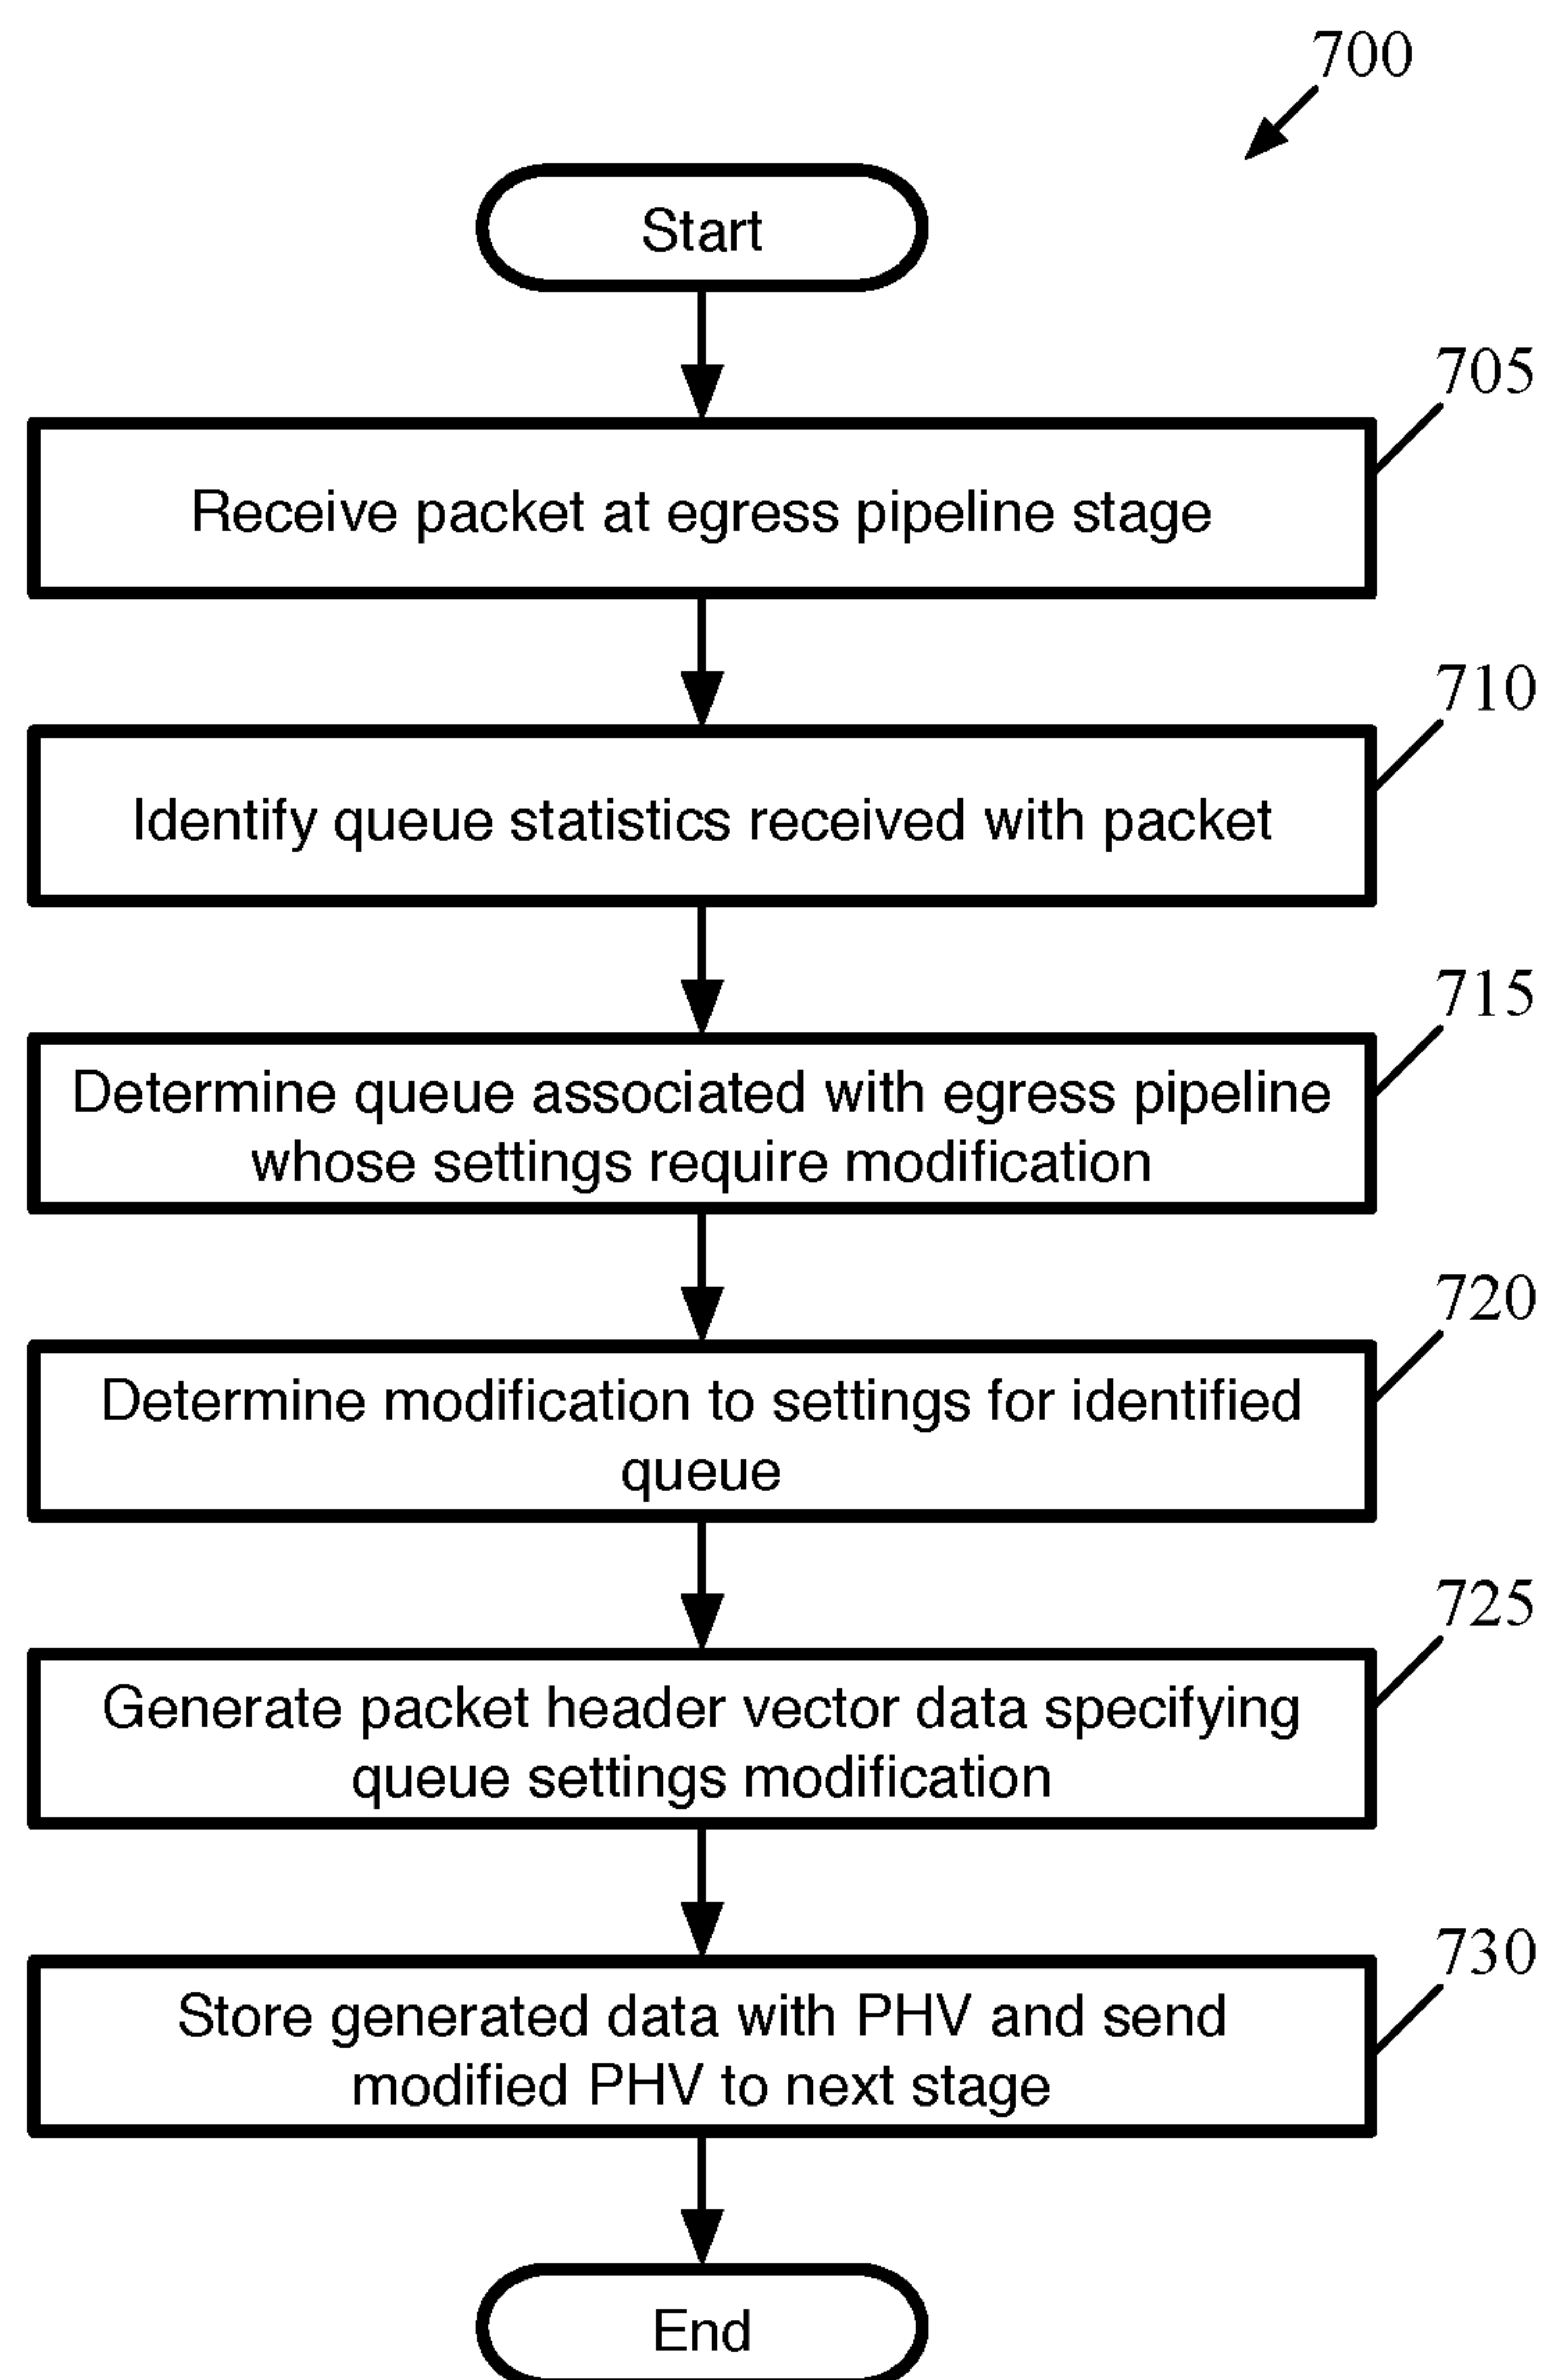 700
Start
705
Receive packet at egress pipeline stage
710
Identify queue statistics received with packet
715
Determine queue associated with egress pipeline
whose settings require modification
720
Determine modification to settings for identified
queue
725
Generate packet header vector data specifying
queue settings modification
730
Store generated data with PHV and send
modified PHV to next stage
End